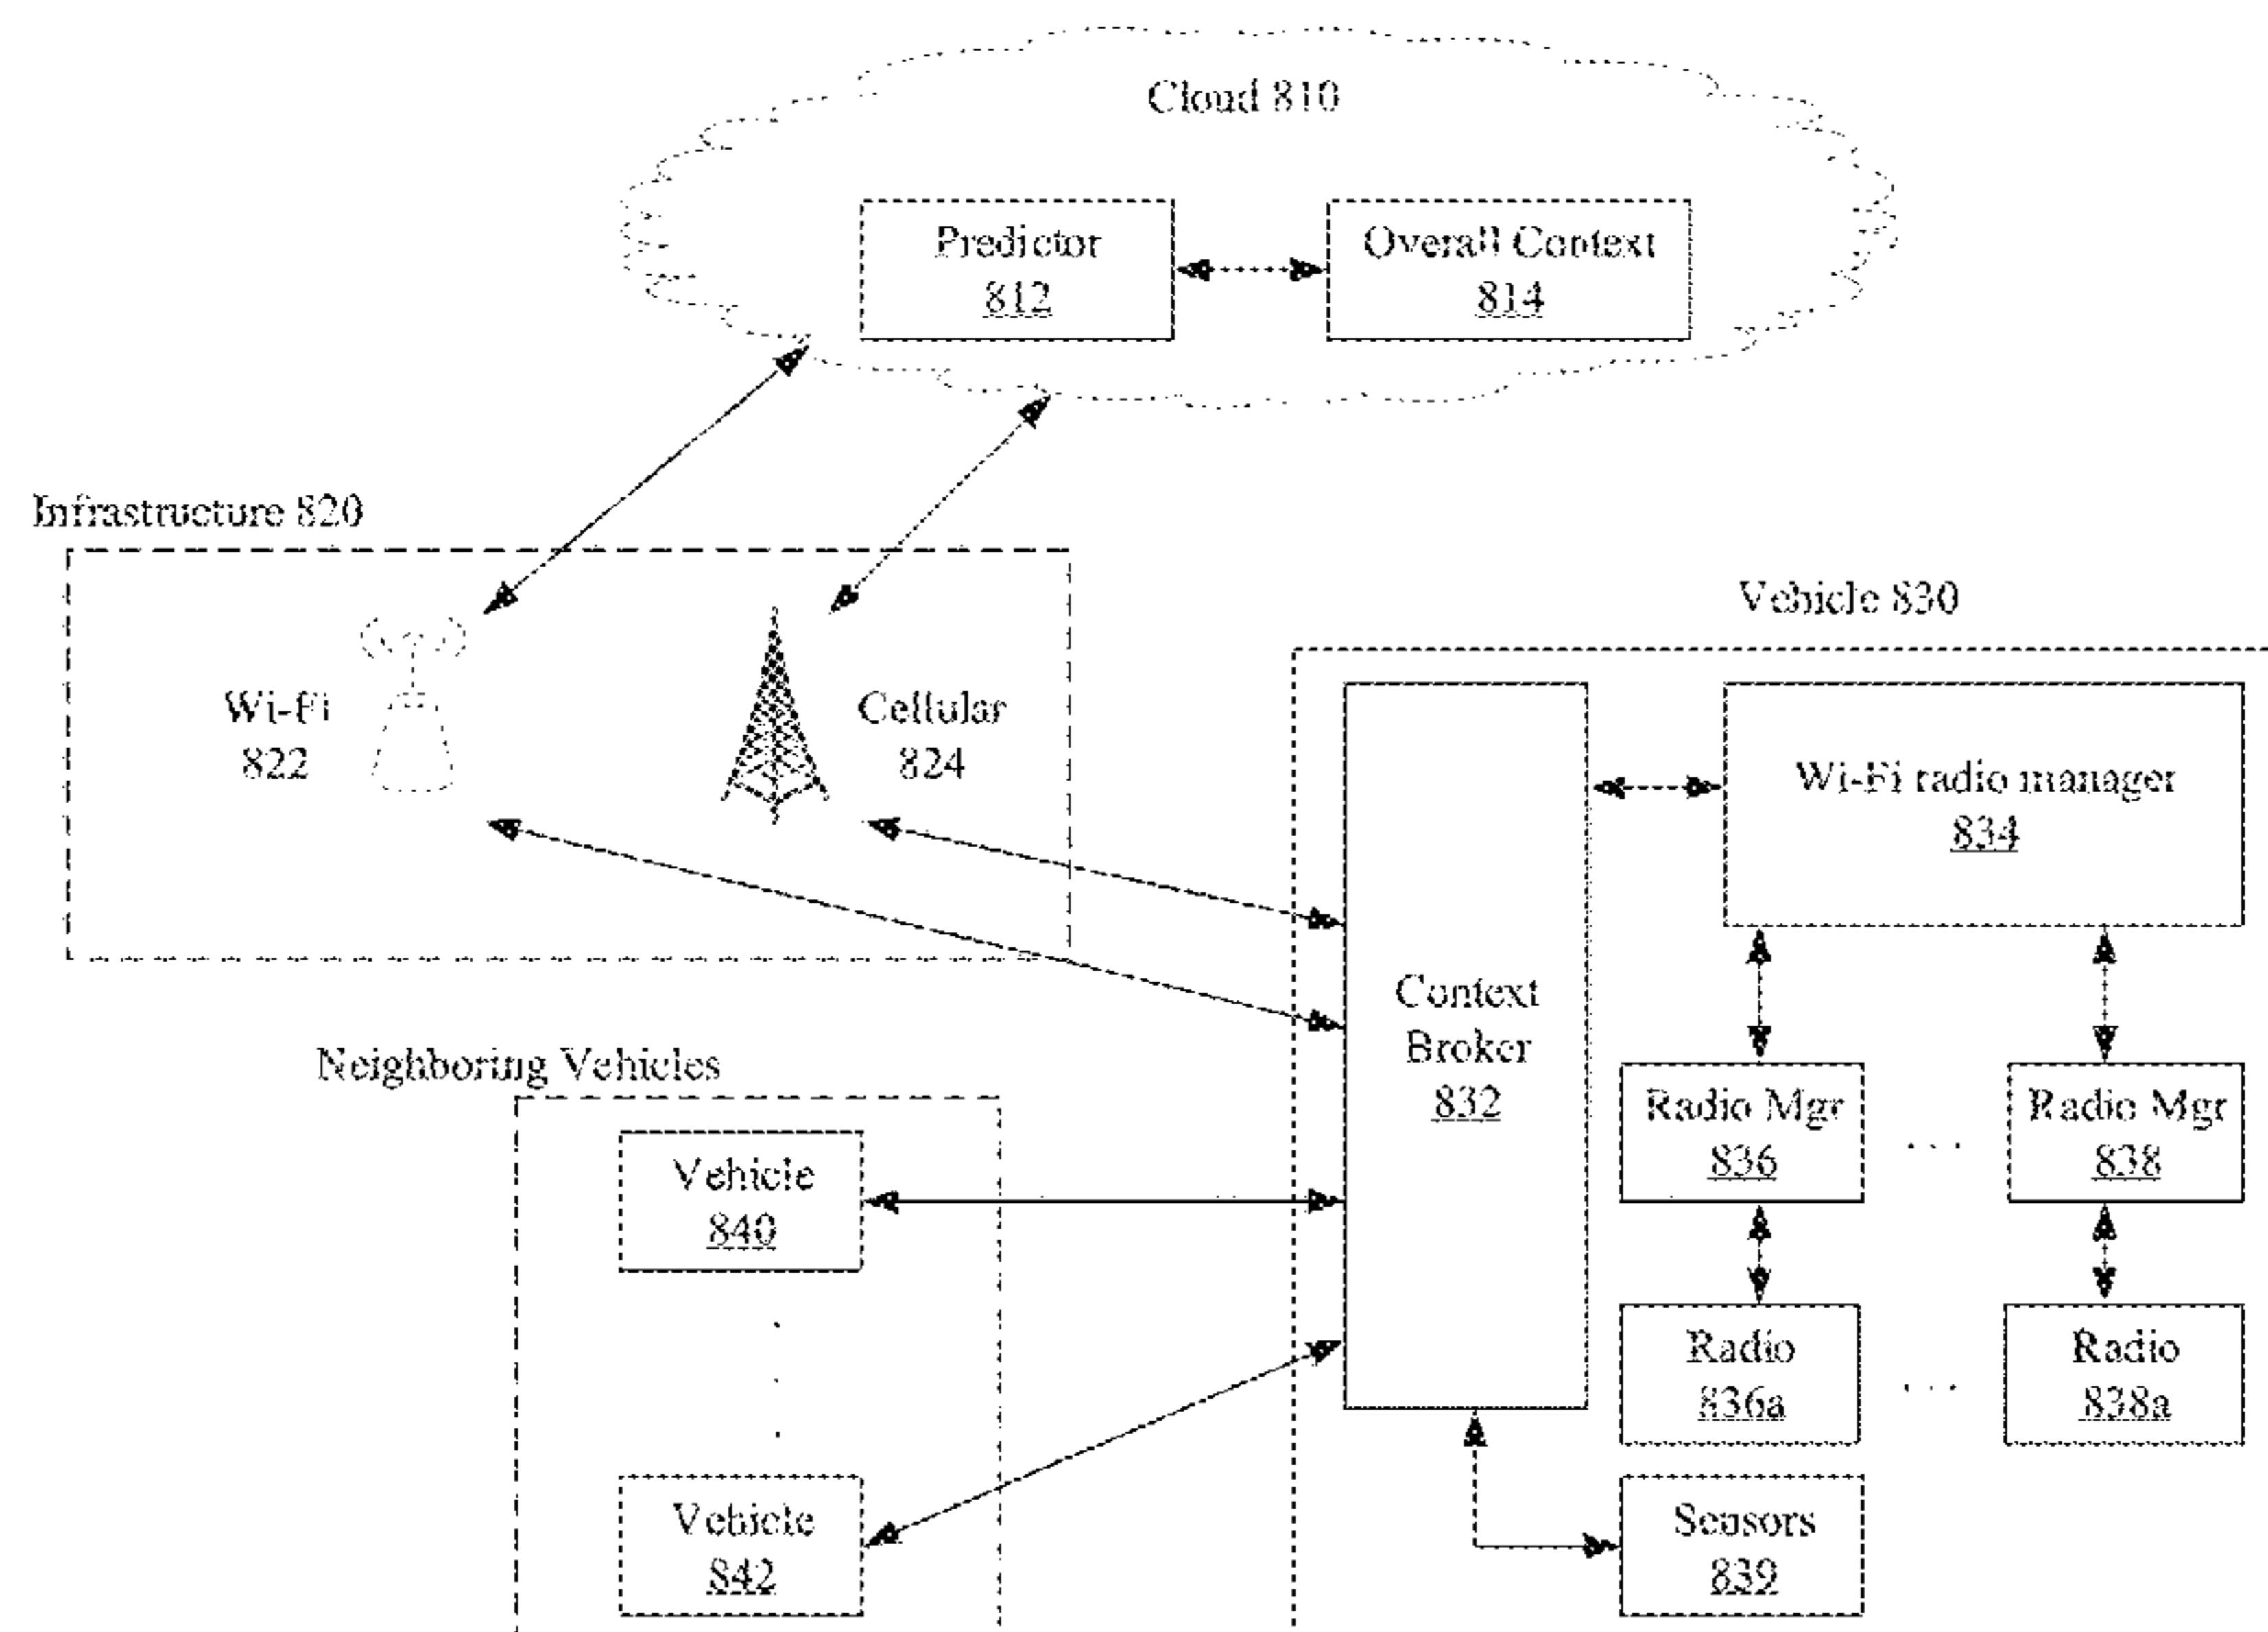 Cloud 810
Predictor
812
Overall Context
814
Infrastructure 820
Wi-Fi
822
Cellular
824
Vehicle 830
Context
Broker
832
Wi-Fi radio manager
834
Radio Mgr
836
...
Radio Mgr
838
Radio
836a
...
Radio
838a
Sensors
839
Neighboring Vehicles
Vehicle
840
Vehicle
842